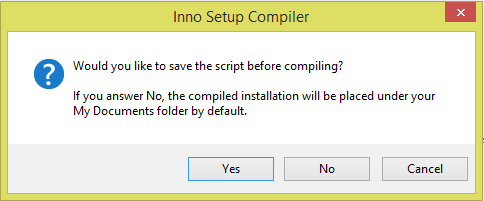 Inno Setup Compiler
Would you like to save the script before compiling?
If you answer No, the compiled installation will be placed under your
My Documents folder by default.
Yes
No
Cancel